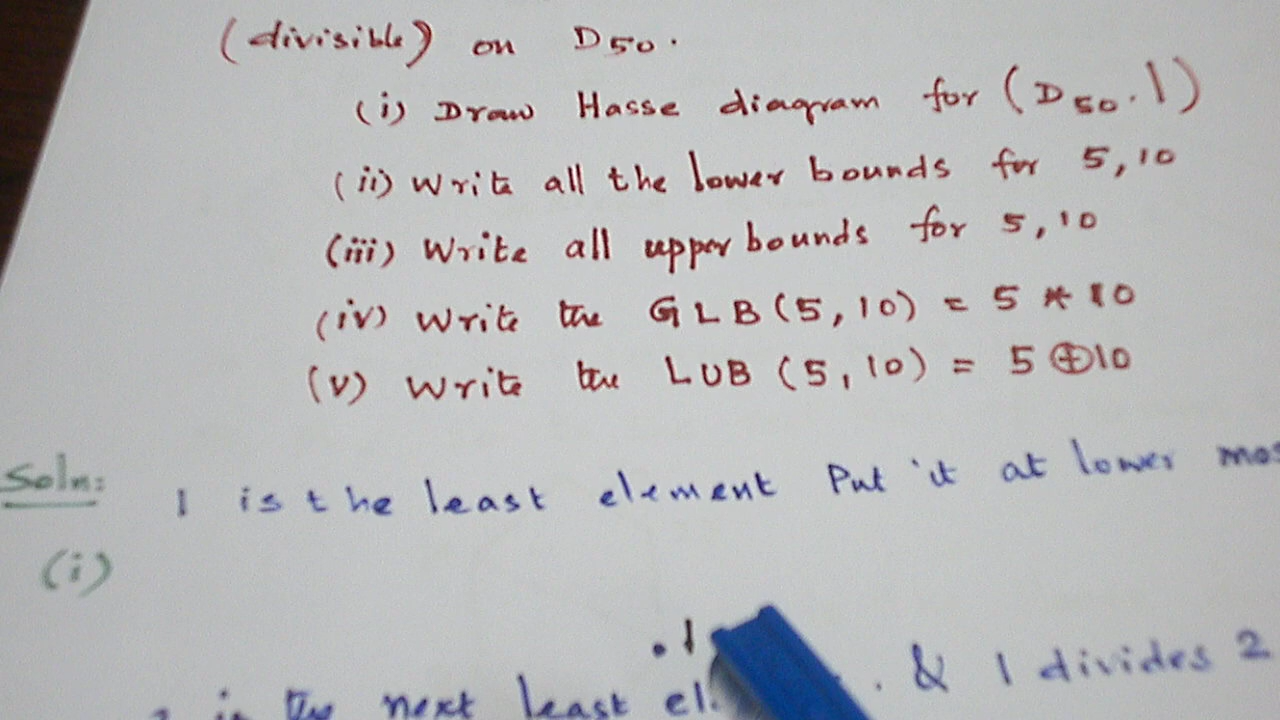 (divisible) on D50.
(i) Draw Hasse diagram for (D50. |)
(ii) Write all the lower bounds for 5,10
(iii) Write all upper bounds for 5,10
(iv) Write the GLB (5,10) = 5 * 10
(v) Write the LUB (5,10) = 5 ⊕ 10
Soln: 1 is the least element Put it at lower
(i)
.1
in the next least el. . & 1 divides 2